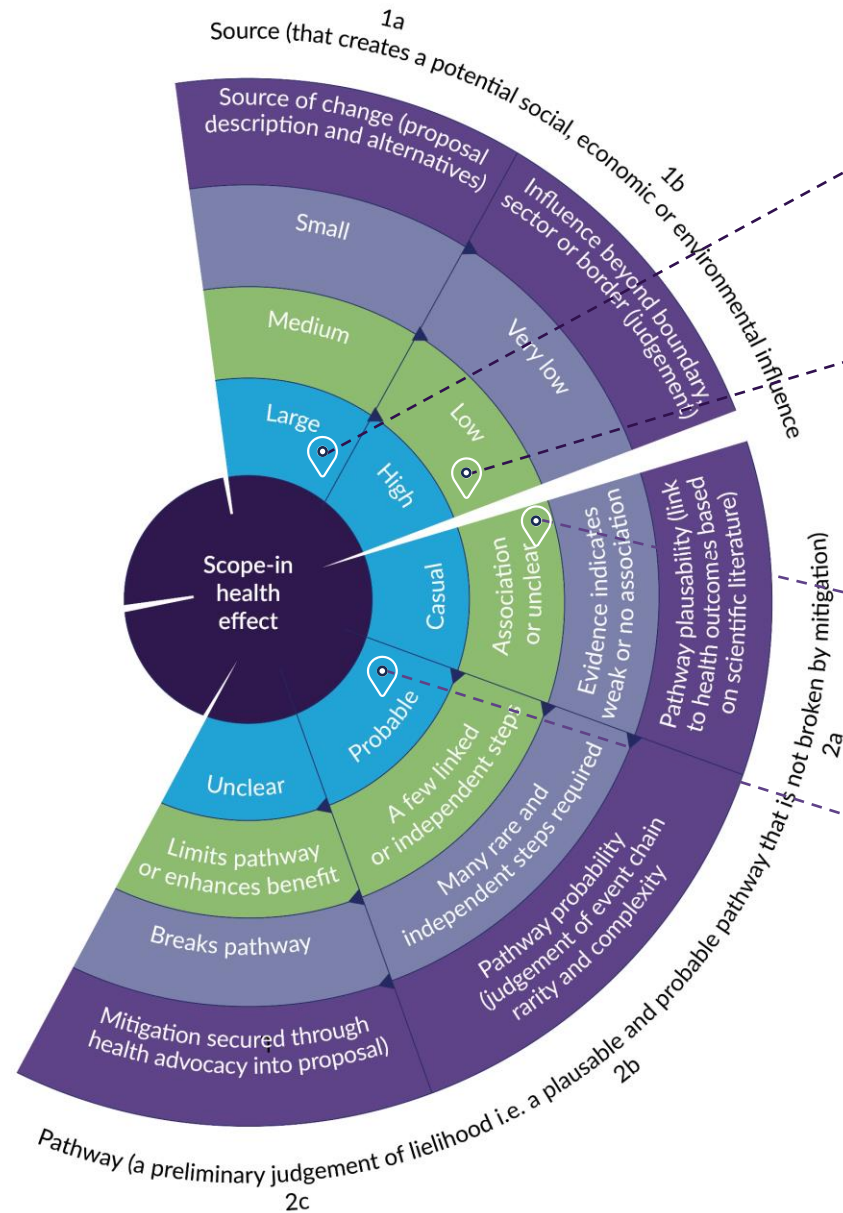 1a
Source (that creates a potential social, economic or environmental influence
1b
Source of change (proposal
description and alternatives)
Small
Medium
Large
Influence beyond boundary,
sector or border (judgement)
Very low
Low
High
Scope-in
health
effect
Casual
Association
or unclear
Evidence indicates
weak or no association
Pathway plausability (link
to health outcomes based
on scientific literature)
2a
Probable
A few linked
or independent steps
Many rare and
independent steps required
Pathway probability
(judgement of event chain
rarity and complexity
2b
Unclear
Limits pathway
or enhances benefit
Breaks pathway
Mitigation secured through
health advocacy into proposal)
Pathway (a preliminary judgement of lielihood i.e. a plausable and probable pathway that is not broken by mitigation)
2c